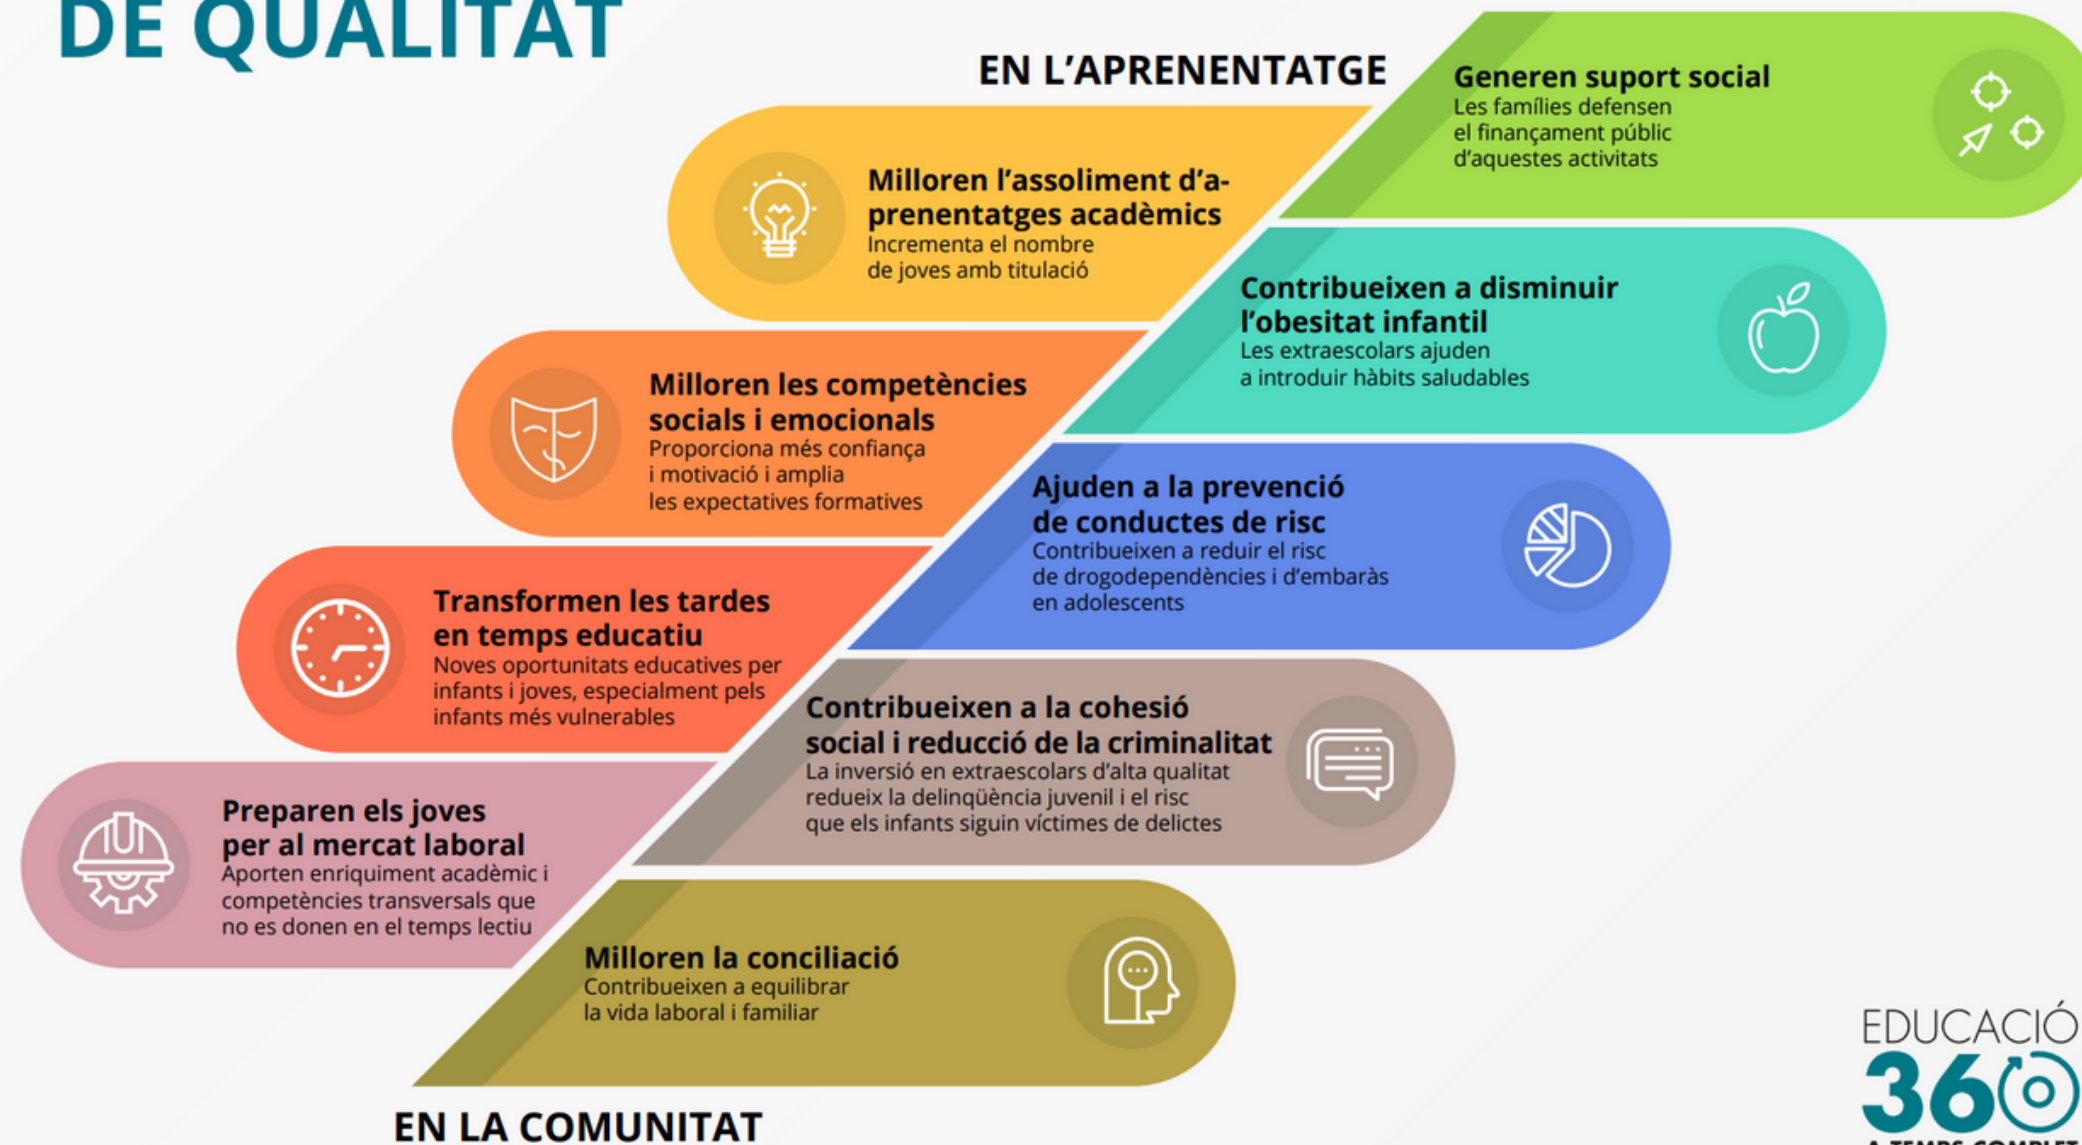 DE QUALITAT
EN L'APRENENTATGE
Milloren l'assoliment d'a-
prenentatges acadèmics
Incrementa el nombre
de joves amb titulació
Milloren les competències
socials i emocionals
Proporciona més confiança
i motivació i amplia
les expectatives formatives
Transformen les tardes
en temps educatiu
Noves oportunitats educatives per
infants i joves, especialment pels
infants més vulnerables
Preparen els joves
per al mercat laboral
Aporten enriquiment acadèmic i
competències transversals que
no es donen en el temps lectiu
Generen suport social
Les famílies defensen
el finançament públic
d'aquestes activitats
Contribueixen a disminuir
l'obesitat infantil
Les extraescolars ajuden
a introduir hàbits saludables
Ajuden a la prevenció
de conductes de risc
Contribueixen a reduir el risc
de drogodependències i d'embaràs
en adolescents
Contribueixen a la cohesió
social i reducció de la criminalitat
La inversió en extraescolars d'alta qualitat
redueix la delinqüència juvenil i el risc
que els infants siguin víctimes de delictes
Milloren la conciliació
Contribueixen a equilibrar
la vida laboral i familiar
EN LA COMUNITAT
EDUCACIÓ
360
A TEMPS COMPLET